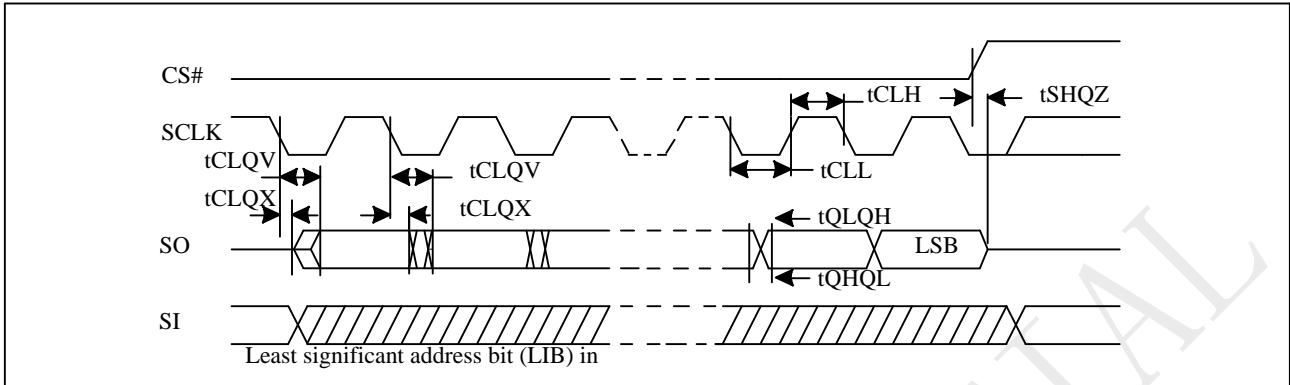 CS#
tCLH
tSHQZ
SCLK
tCLQV
tCLQV
tCLL
tCLQX
tCLQX
tQLQH
SO
LSB
tQHQL
SI
Least significant address bit (LIB) in